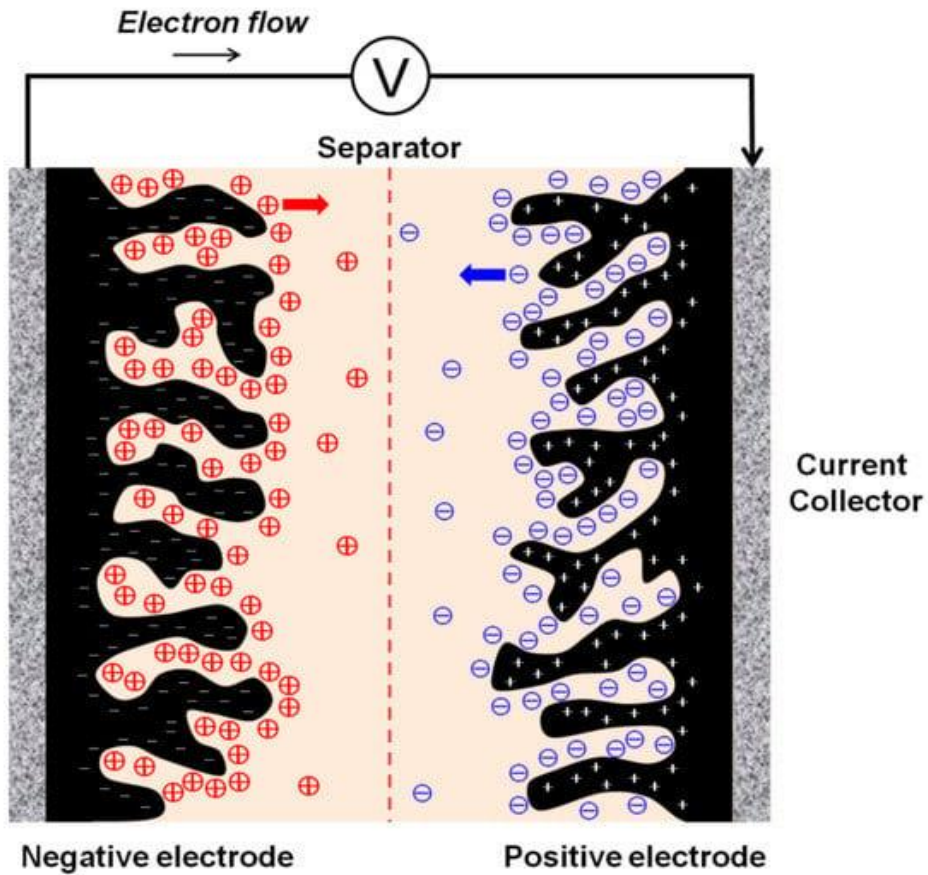 Electron flow
V
Separator
Current
Collector
Negative electrode
Positive electrode